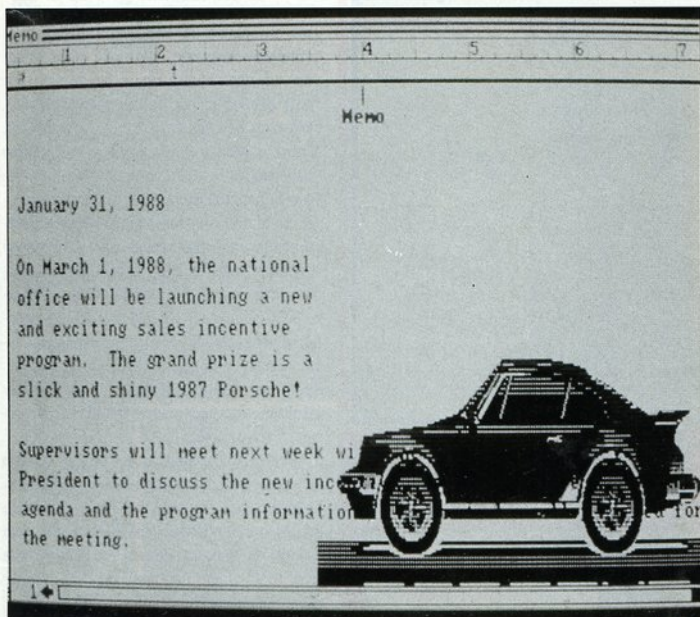 Memo
1 2 3 4 5 6 7
Memo
January 31, 1988
On March 1, 1988, the national
office will be launching a new
and exciting sales incentive
program. The grand prize is a
slick and shiny 1987 Porsche!
Supervisors will meet next week
President to discuss the new
agenda and the program information for
the meeting.
1